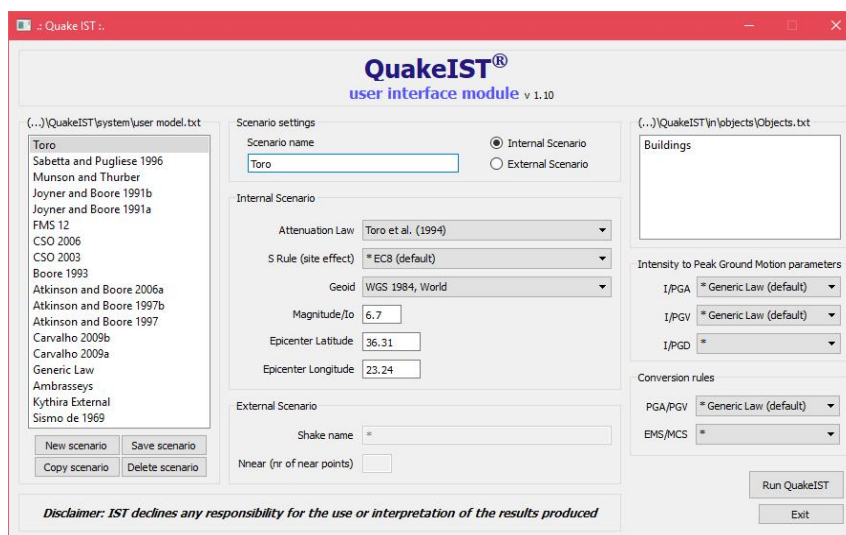 .: Quake IST :.
QuakeIST®
user interface module v 1.10
(...)\QuakeIST\system\user model.txt
Toro
Sabetta and Pugliese 1996
Munson and Thurber
Joyner and Boore 1991b
Joyner and Boore 1991a
FMS 12
CSO 2006
CSO 2003
Boore 1993
Atkinson and Boore 2006a
Atkinson and Boore 1997b
Atkinson and Boore 1997
Carvalho 2009b
Carvalho 2009a
Generic Law
Ambrasseys
Kythira External
Sismo de 1969
New scenario Save scenario
Copy scenario Delete scenario
Scenario settings
Scenario name
Toro
Internal Scenario
External Scenario
Internal Scenario
Attenuation Law Toro et al. (1994)
S Rule (site effect) * EC8 (default)
Geoid WGS 1984, World
Magnitude/Io 6.7
Epicenter Latitude 36.31
Epicenter Longitude 23.24
External Scenario
Shake name *
Nnear (nr of near points)
(...)\QuakeIST\in\objects\Objects.txt
Buildings
Intensity to Peak Ground Motion parameters
I/PGA * Generic Law (default)
I/PGV * Generic Law (default)
I/PGD *
Conversion rules
PGA/PGV * Generic Law (default)
EMS/MCS *
Run QuakeIST
Exit
Disclaimer: IST declines any responsibility for the use or interpretation of the results produced